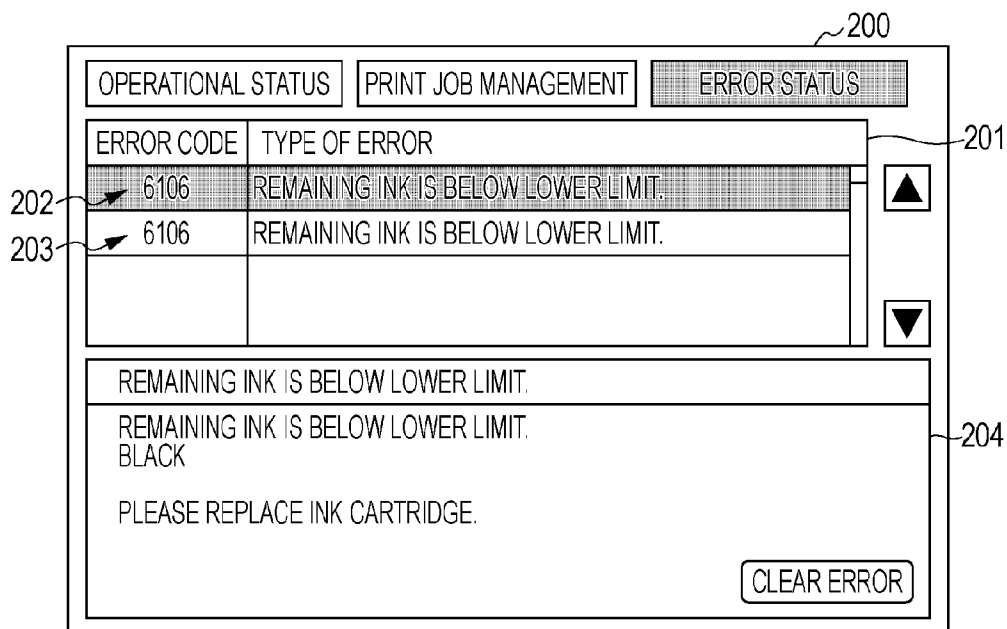 200
OPERATIONAL STATUS PRINT JOB MANAGEMENT ERROR STATUS
ERROR CODE TYPE OF ERROR 201
202 6106 REMAINING INK IS BELOW LOWER LIMIT.
203 6106 REMAINING INK IS BELOW LOWER LIMIT.
REMAINING INK IS BELOW LOWER LIMIT.
REMAINING INK IS BELOW LOWER LIMIT.
204
BLACK
PLEASE REPLACE INK CARTRIDGE.
CLEAR ERROR